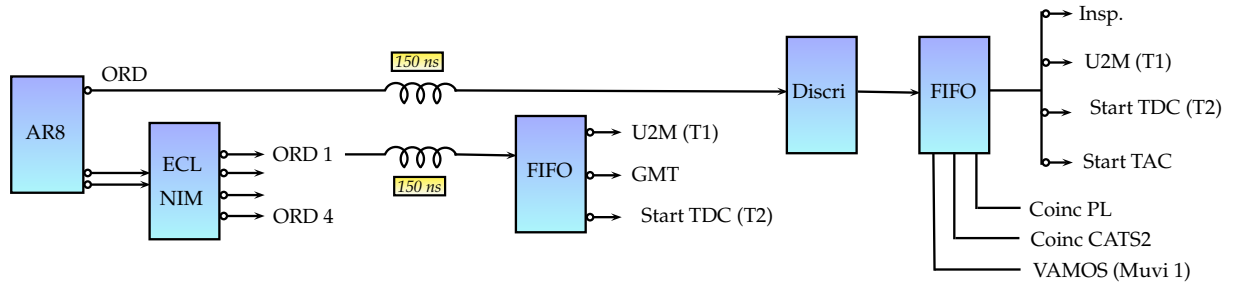 Insp.
150 ns
U2M (T1)
ORD
Discri
FIFO
Start TDC (T2)
AR8
U2M (T1)
ECL
ORD 1
Start TAC
NIM
FIFO
GMT
150 ns
Coinc PL
ORD 4
Start TDC (T2)
Coinc CATS2
VAMOS (Muvi 1)